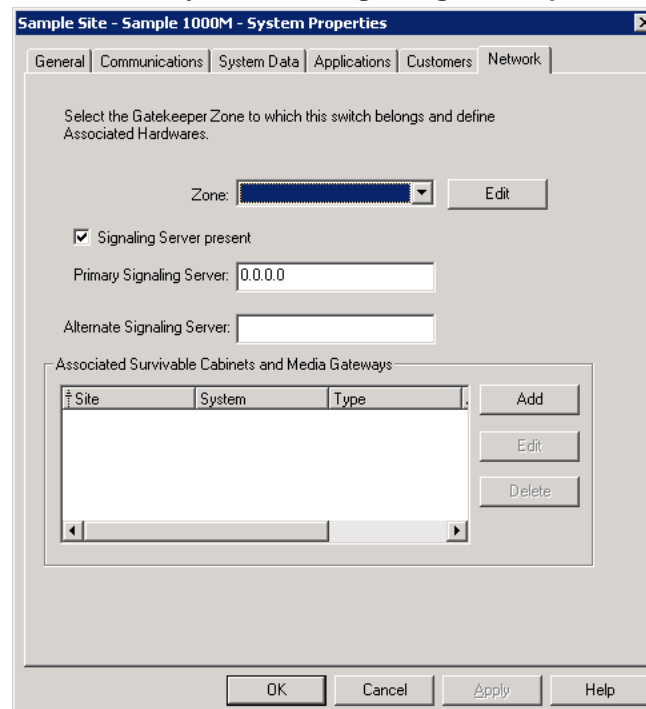 Sample Site - Sample 1000M - System Properties
General Communications System Data Applications Customers Network
Select the Gatekeeper Zone to which this switch belongs and define
Associated Hardwares.
Zone: Edit
Signaling Server present
Primary Signaling Server: 0.0.0.0
Alternate Signaling Server:
Associated Survivable Cabinets and Media Gateways
Site System Type Add
Edit
Delete
OK Cancel Apply Help